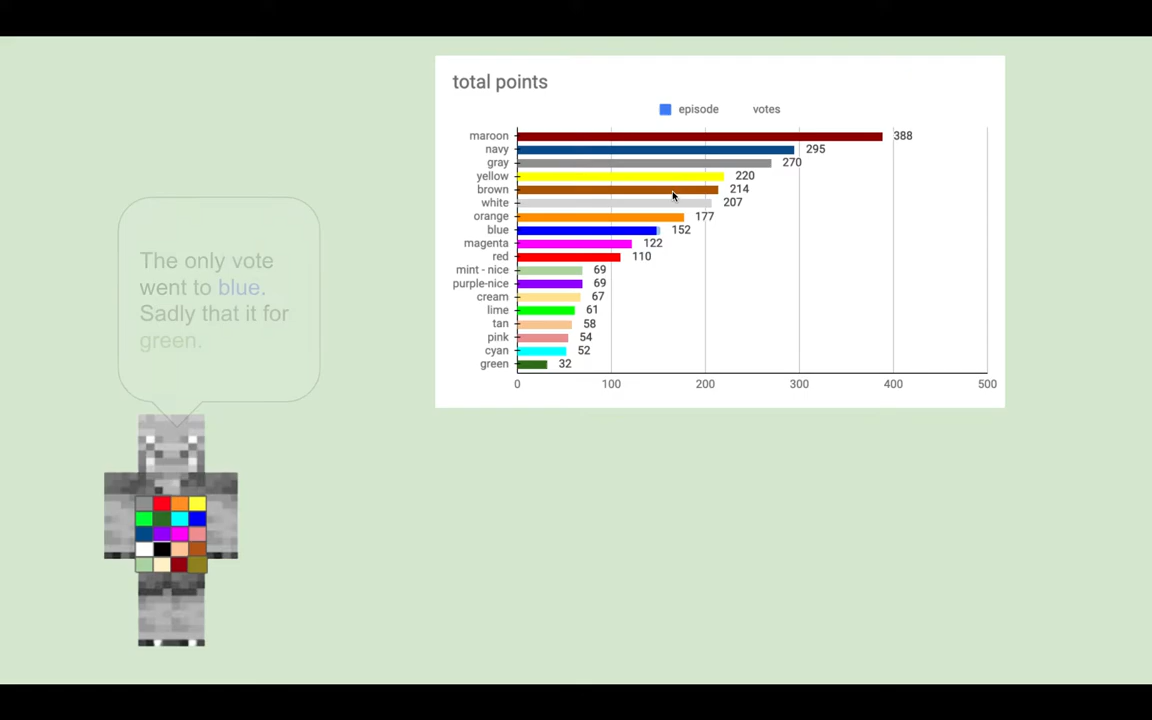 total points
episode votes
maroon 388
navy 295
gray 270
yellow 220
brown 214
white 207
orange 177
blue 152
magenta 122
red 110
mint - nice 69
purple-nice 69
cream 67
lime 61
tan 58
pink 54
cyan 52
green 32
0 100 200 300 400 500
The only vote
went to blue.
Sadly that it for
green.